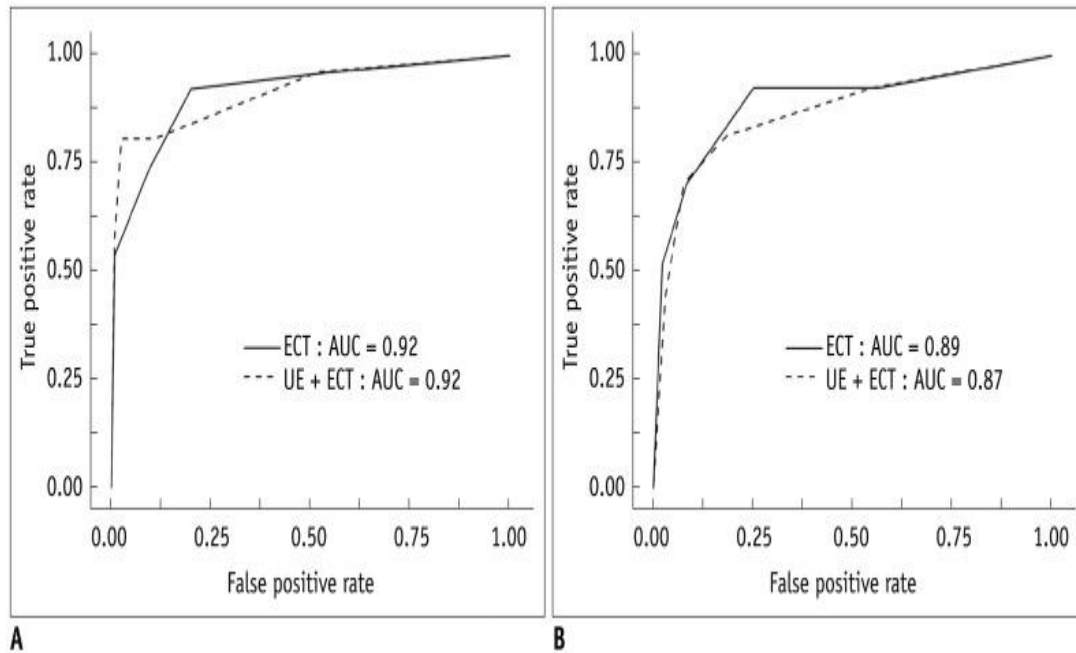 1.00
0.75
0.50
0.25
0.00
True positive rate
ECT : AUC = 0.92
UE + ECT : AUC = 0.92
0.00 0.25 0.50 0.75 1.00
False positive rate
A
1.00
0.75
0.50
0.25
0.00
True positive rate
ECT : AUC = 0.89
UE + ECT : AUC = 0.87
0.00 0.25 0.50 0.75 1.00
False positive rate
B